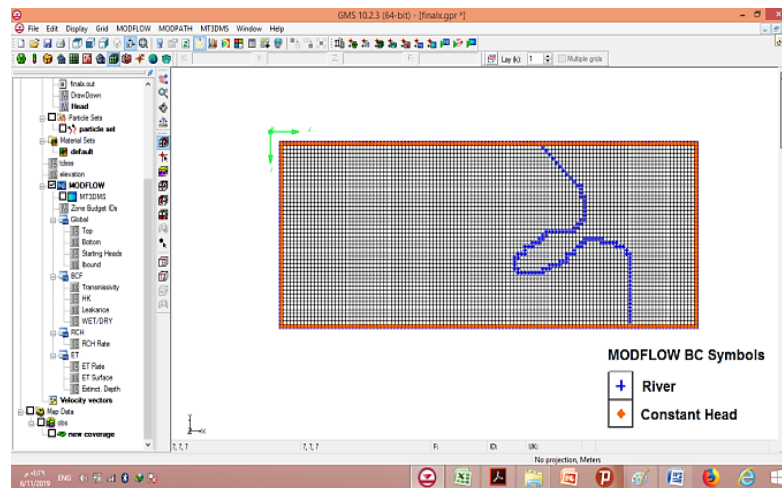 GMS 10.2.3 (64-bit) - [finalx.gpr *]
File Edit Display Grid MODFLOW MODPATH MT3DMS Window Help
X: Y: Z: F: Lay (k): 1 Multiple grids
finalx.out
DrawDown
Head
Particle Sets
particle set
Material Sets
default
tdsss
elevation
MODFLOW
MT3DMS
Zone Budget IDs
Global
Top
Bottom
Starting Heads
Ibound
BCF
Transmissivity
HK
Leakance
WET/DRY
RCH
RCH Rate
ET
ET Rate
ET Surface
Extinct. Depth
Velocity vectors
Map Data
obs
new coverage
MODFLOW BC Symbols
River
Constant Head
?, ?, ? ?, ?, ? F: ID: IJK:
No projection, Meters
ENG
6/11/2019